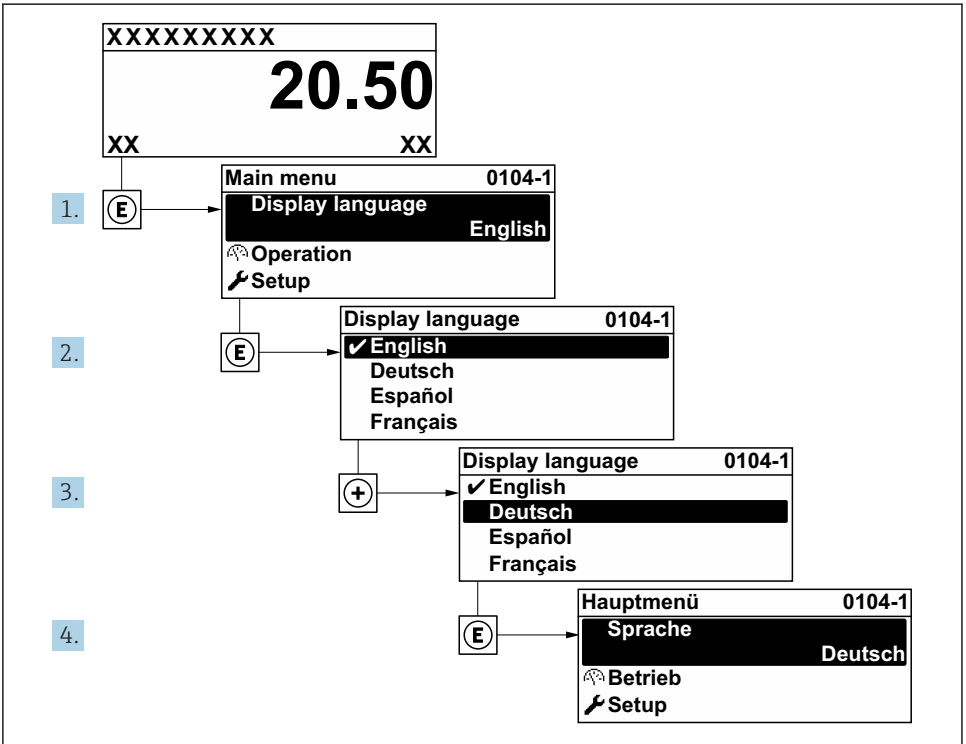 XXXXXXXXX
20.50
XX XX
1. E
Main menu 0104-1
Display language
English
Operation
Setup
2. E
Display language 0104-1
✔English
Deutsch
Español
Français
3. +
Display language 0104-1
✔English
Deutsch
Español
Français
4. E
Hauptmenü 0104-1
Sprache
Deutsch
Betrieb
Setup